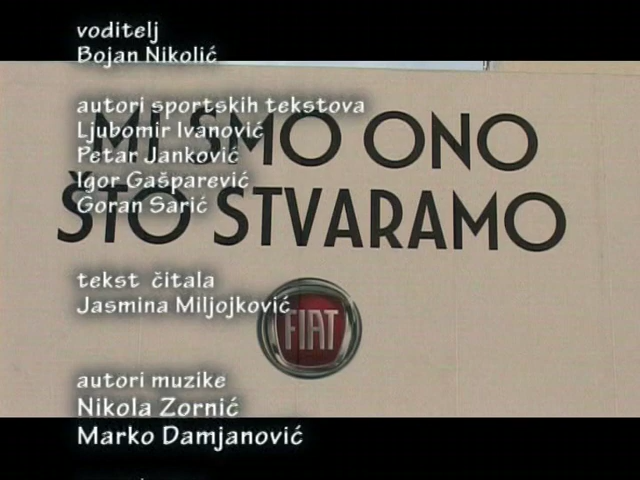 voditelj
Bojan Nikolić
autori sportskih tekstova
Ljubomir Ivanović
Petar Janković
Igor Gašparević
Goran Sarić
tekst čitala
Jasmina Miljojković
autori muzike
Nikola Zornić
Marko Damjanović
MI SMO ONO
ŠTO STVARAMO
FIAT